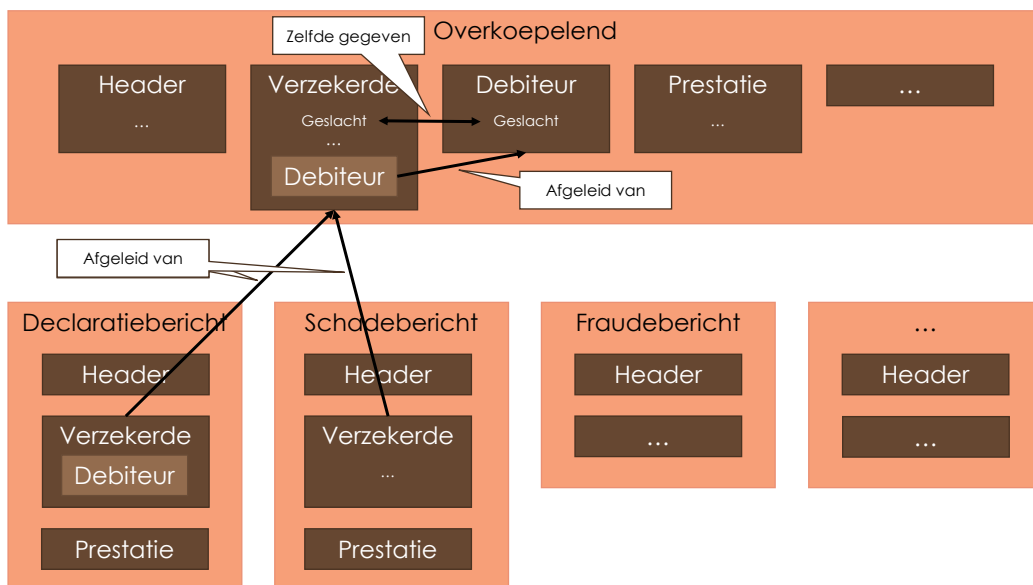 Overkoepelend
Zelfde gegeven
Header
...
Verzekerde
Geslacht
...
Debiteur
Debiteur
Geslacht
Prestatie
...
...
Afgeleid van
Afgeleid van
Declaratiebericht
Header
Verzekerde
Debiteur
Prestatie
Schadebericht
Header
Verzekerde
...
Prestatie
Fraudebericht
Header
...
...
Header
...